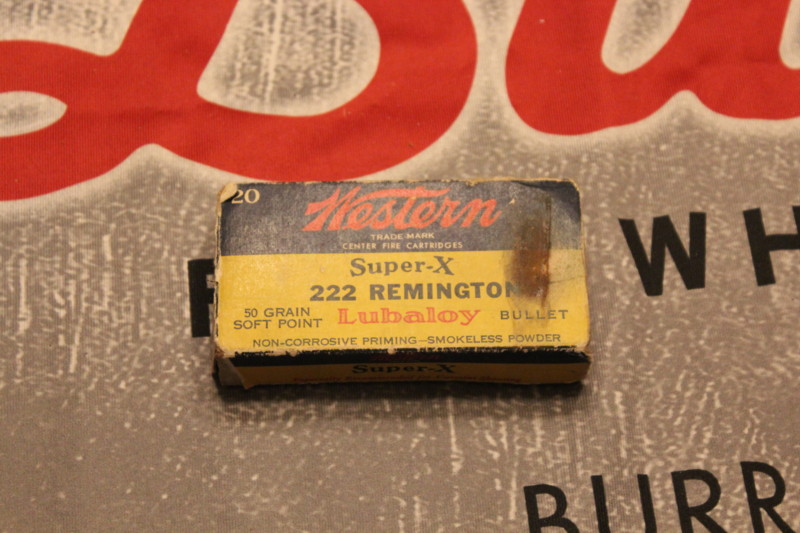 20
Western
TRADE MARK
CENTER FIRE CARTRIDGES
Super-X
222 REMINGTON
50 GRAIN
SOFT POINT
Lubaloy BULLET
NON-CORROSIVE PRIMING—SMOKELESS POWDER
Super-X
WH
BURR